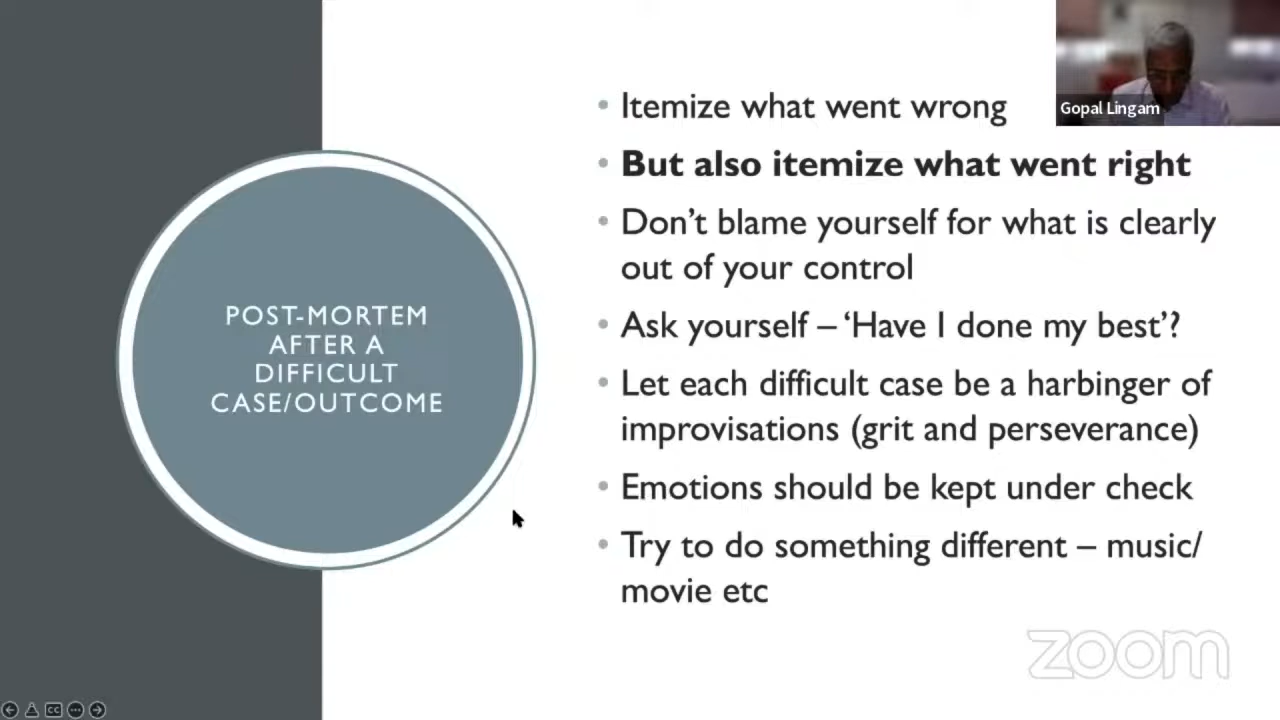 POST-MORTEM
AFTER A
DIFFICULT
CASE/OUTCOME
Itemize what went wrong
But also itemize what went right
Don’t blame yourself for what is clearly
out of your control
Ask yourself – ‘Have I done my best’?
Let each difficult case be a harbinger of
improvisations (grit and perseverance)
Emotions should be kept under check
Try to do something different – music/
movie etc
Gopal Lingam
zoom
CC